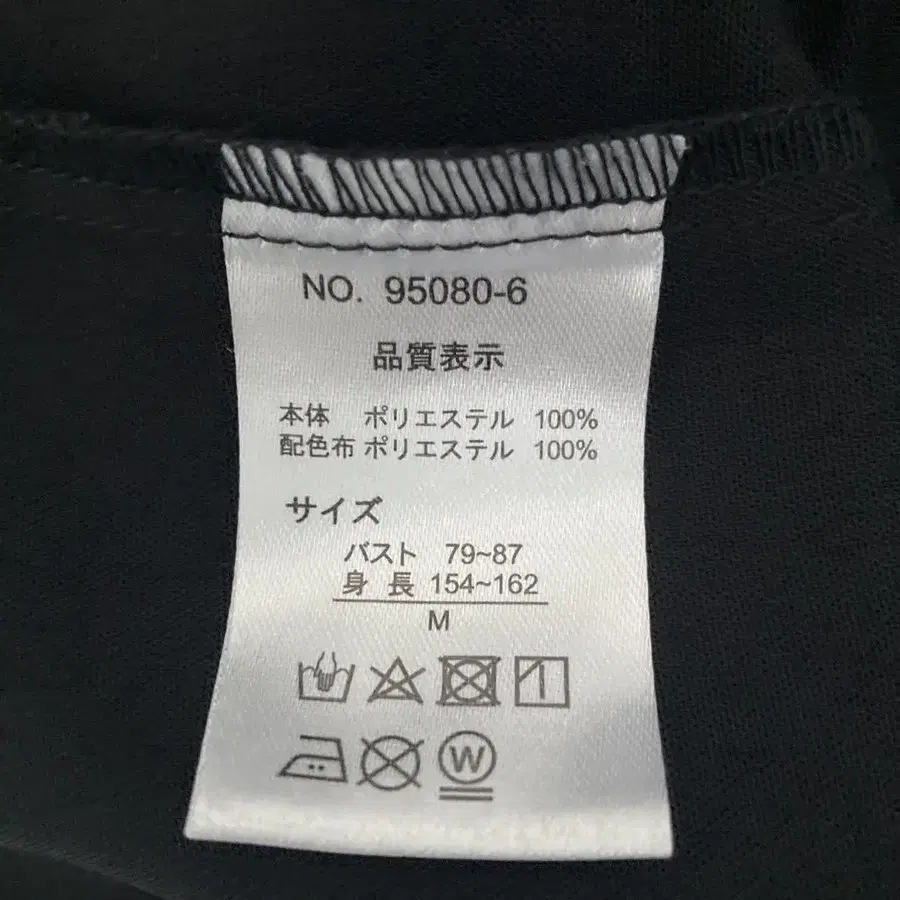 NO. 95080-6
品質表示
本体 ポリエステル 100%
配色布 ポリエステル 100%
サイズ
バスト 79~87
身長 154~162
M
W